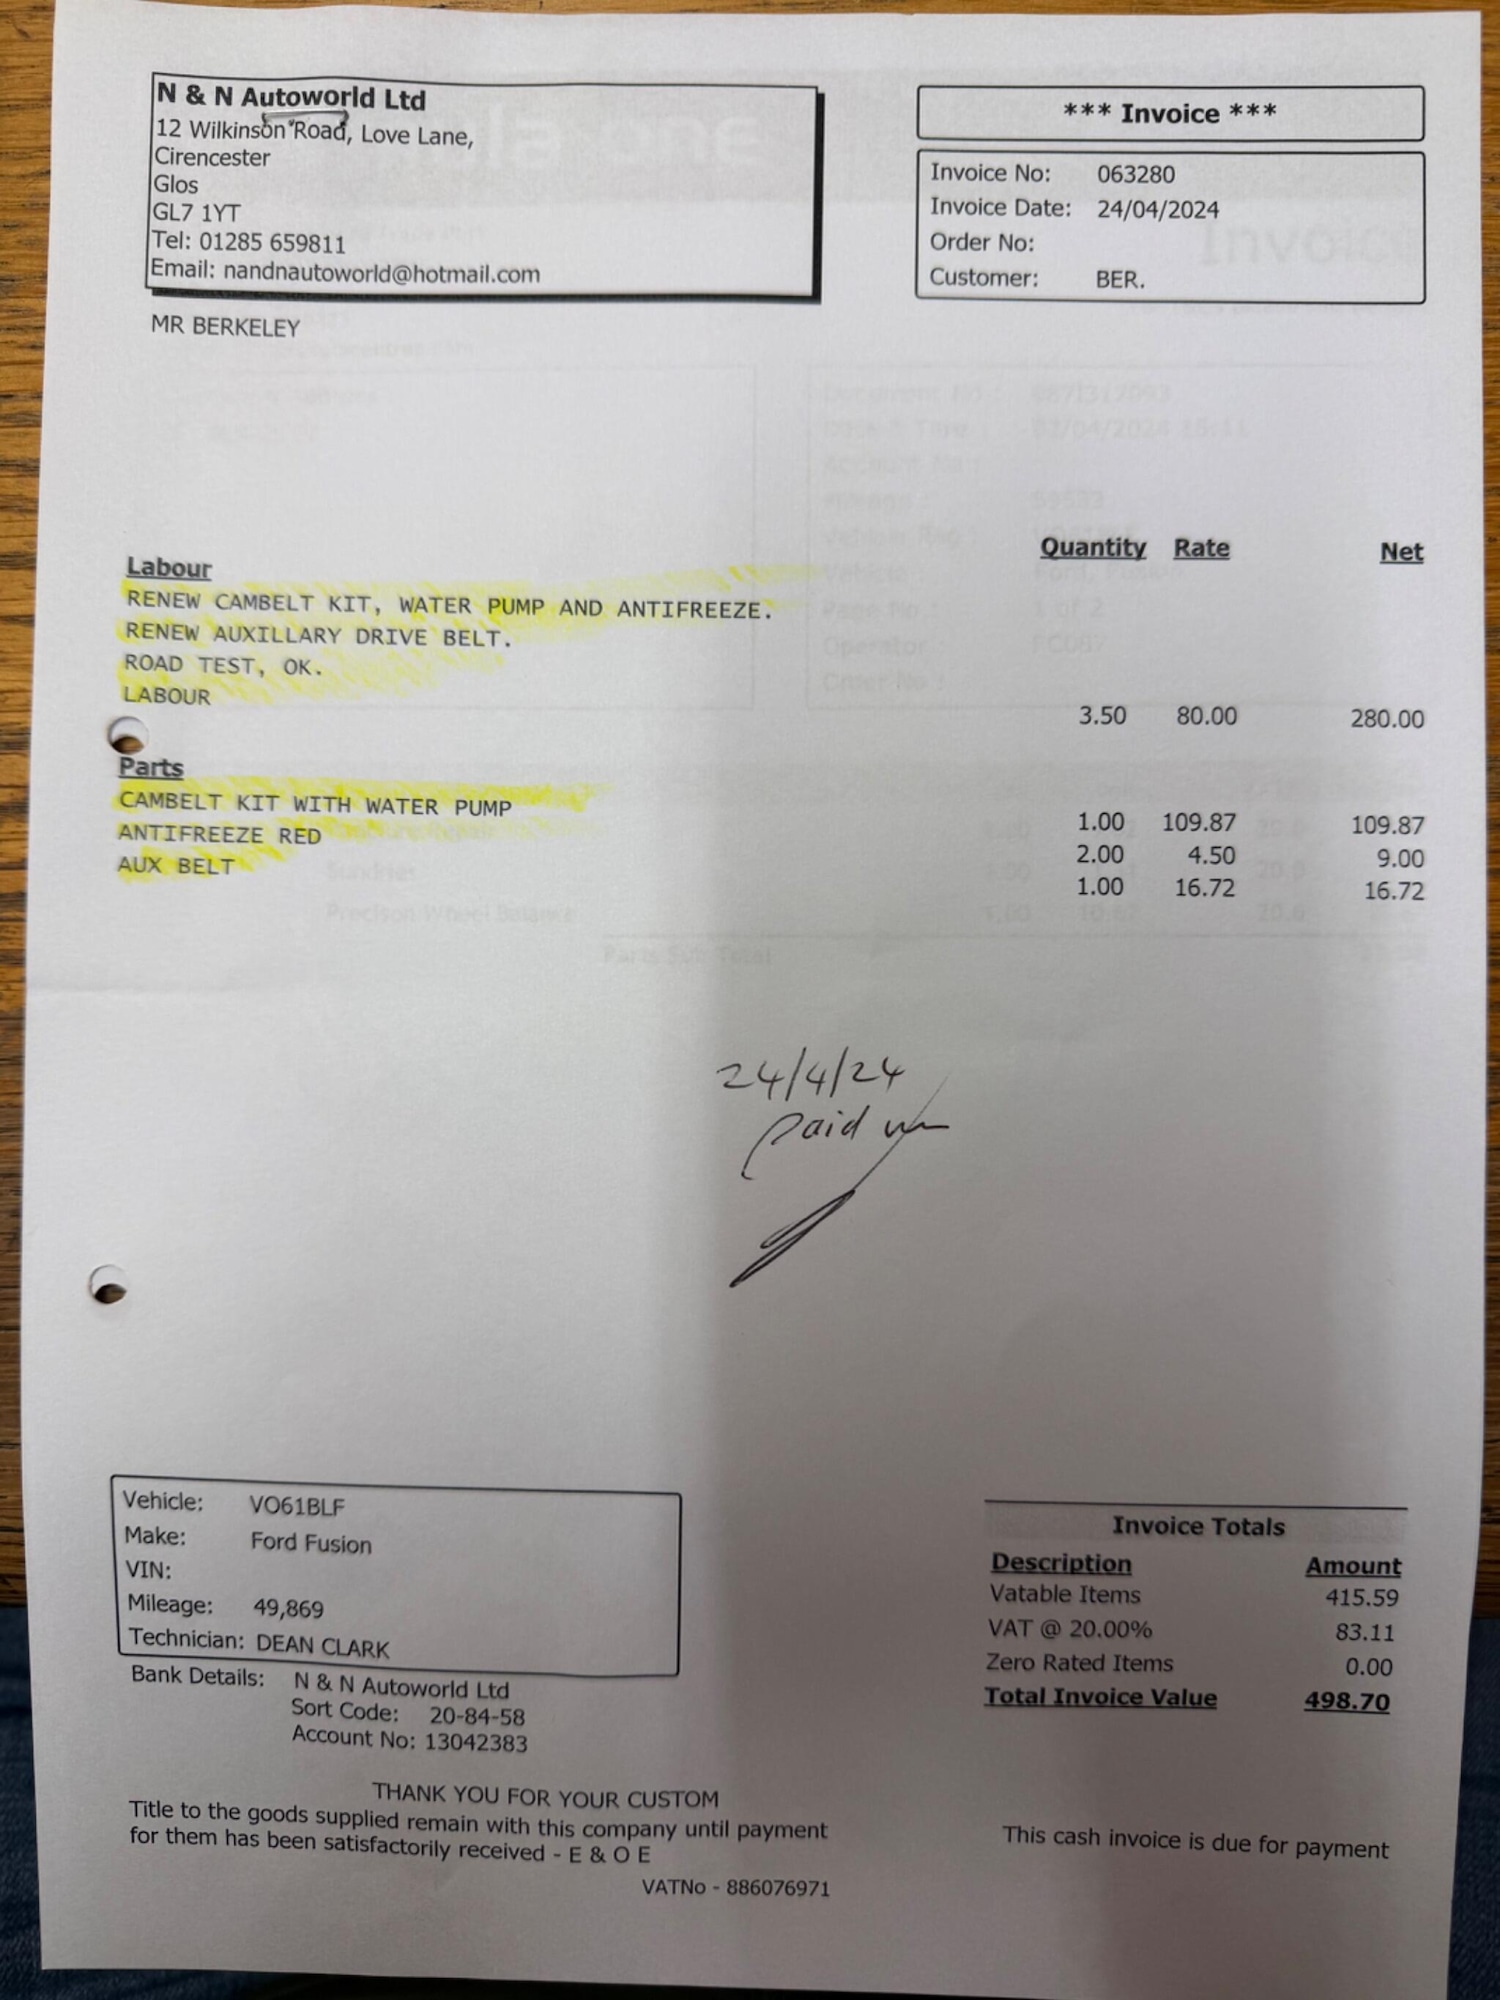 N & N Autoworld Ltd
12 Wilkinson Road, Love Lane,
Cirencester
Glos
GL7 1YT
Tel: 01285 659811
Email: nandnautoworld@hotmail.com
*** Invoice ***
Invoice No: 063280
Invoice Date: 24/04/2024
Order No:
Customer: BER.
MR BERKELEY
Quantity Rate Net
Labour
RENEW CAMBELT KIT, WATER PUMP AND ANTIFREEZE.
RENEW AUXILLARY DRIVE BELT.
ROAD TEST, OK.
LABOUR 3.50 80.00 280.00
Parts
CAMBELT KIT WITH WATER PUMP 1.00 109.87 109.87
ANTIFREEZE RED 2.00 4.50 9.00
AUX BELT 1.00 16.72 16.72
24/4/24
paid
Vehicle: VO61BLF
Make: Ford Fusion
VIN:
Mileage: 49,869
Technician: DEAN CLARK
Bank Details: N & N Autoworld Ltd
Sort Code: 20-84-58
Account No: 13042383
Invoice Totals
Description Amount
Vatable Items 415.59
VAT @ 20.00% 83.11
Zero Rated Items 0.00
Total Invoice Value 498.70
THANK YOU FOR YOUR CUSTOM
Title to the goods supplied remain with this company until payment
for them has been satisfactorily received - E & O E
This cash invoice is due for payment
VATNo - 886076971